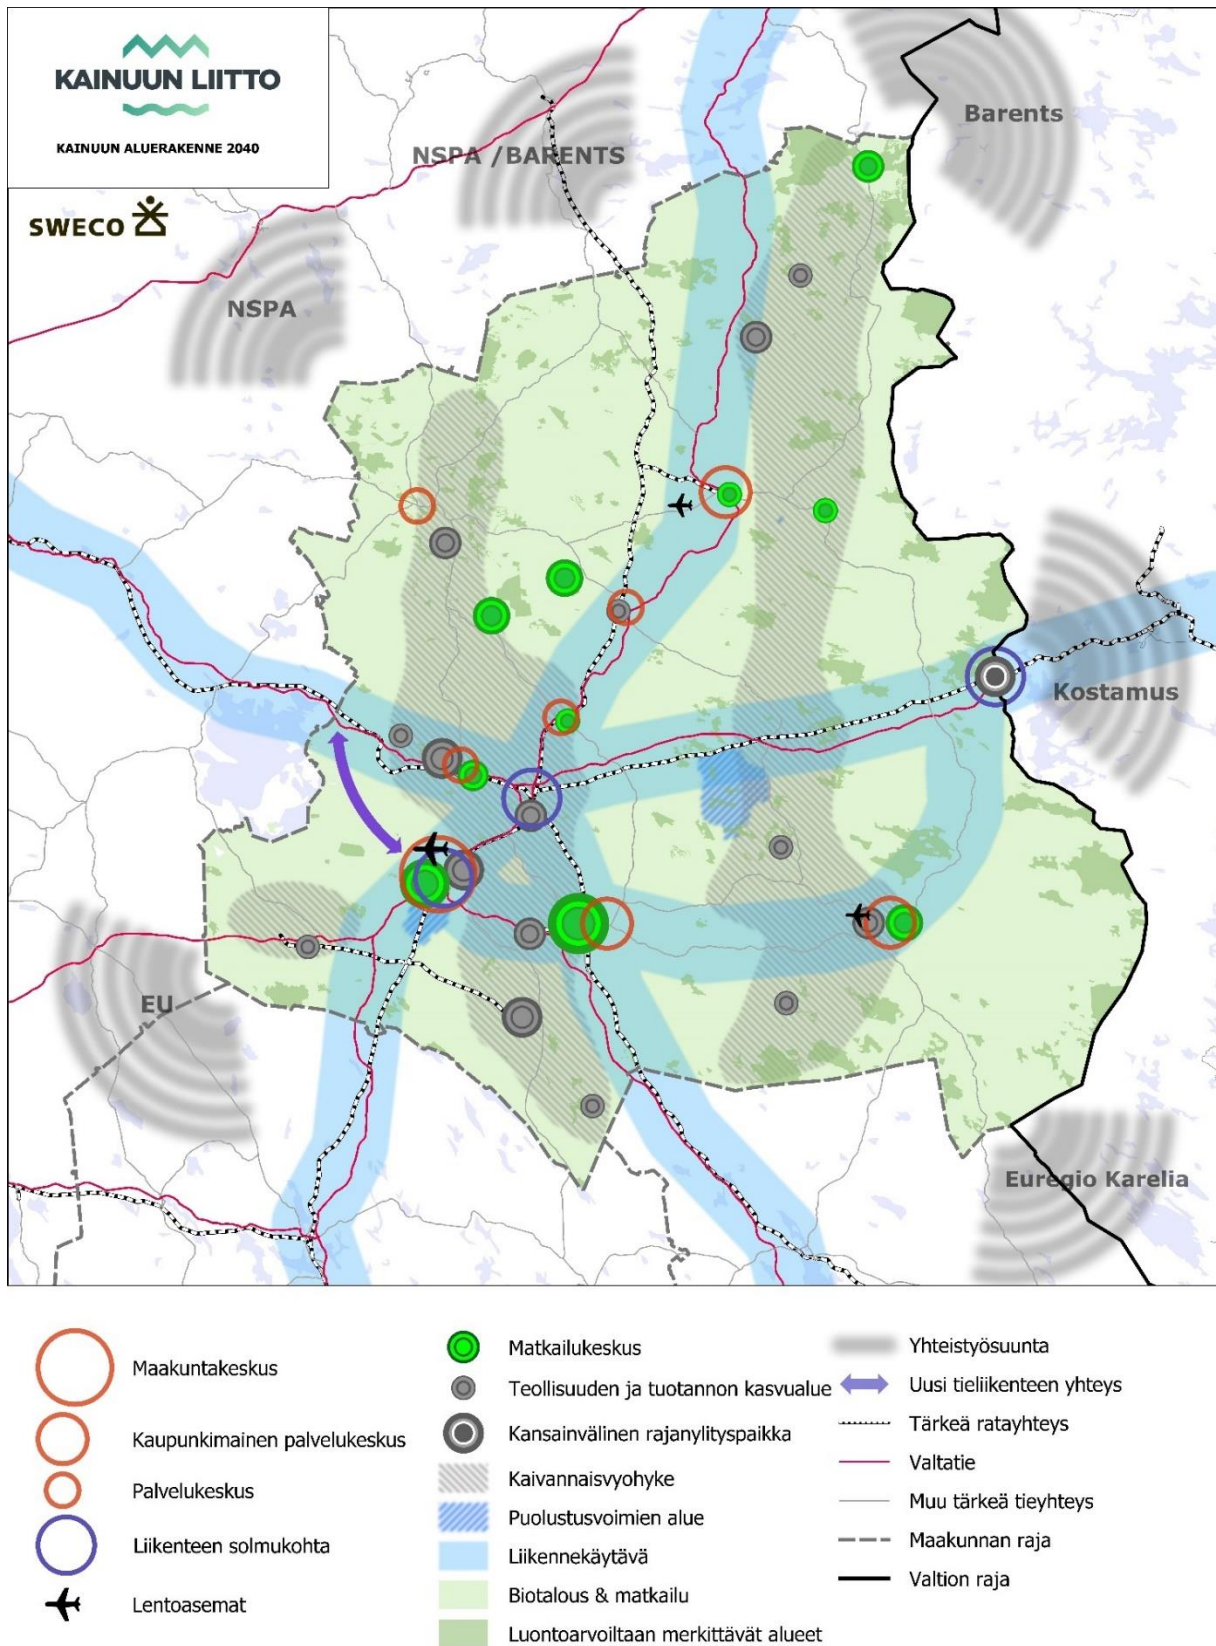 KAINUUN LIITTO
KAINUUN ALUERAKENNE 2040
SWECO
Barents
NSPA /BARENTS
NSPA
Kostamus
EU
Euregio Karelia
Maakuntakeskus
Kaupunkimainen palvelukeskus
Palvelukeskus
Liikenteen solmukohta
Lentoasemat
Matkailukeskus
Teollisuuden ja tuotannon kasvualue
Kansainvälinen rajanylityspaikka
Kaivannaisvyohyke
Puolustusvoimien alue
Liikennekäytävä
Biotalous & matkailu
Luontoarvoiltaan merkittävät alueet
Yhteistyösuunta
Uusi tieliikenteen yhteys
Tärkeä ratayhteys
Valtatie
Muu tärkeä tieyhteys
Maakunnan raja
Valtion raja